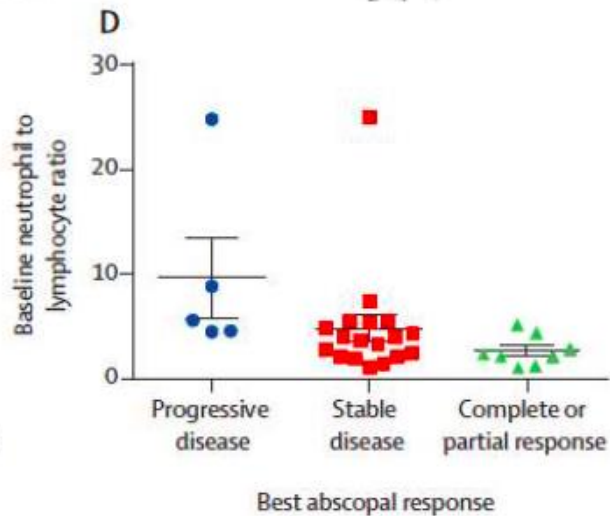 D
Baseline neutrophil to
lymphocyte ratio
30
20
10
0
Progressive
disease
Stable
disease
Complete or
partial response
Best abscopal response